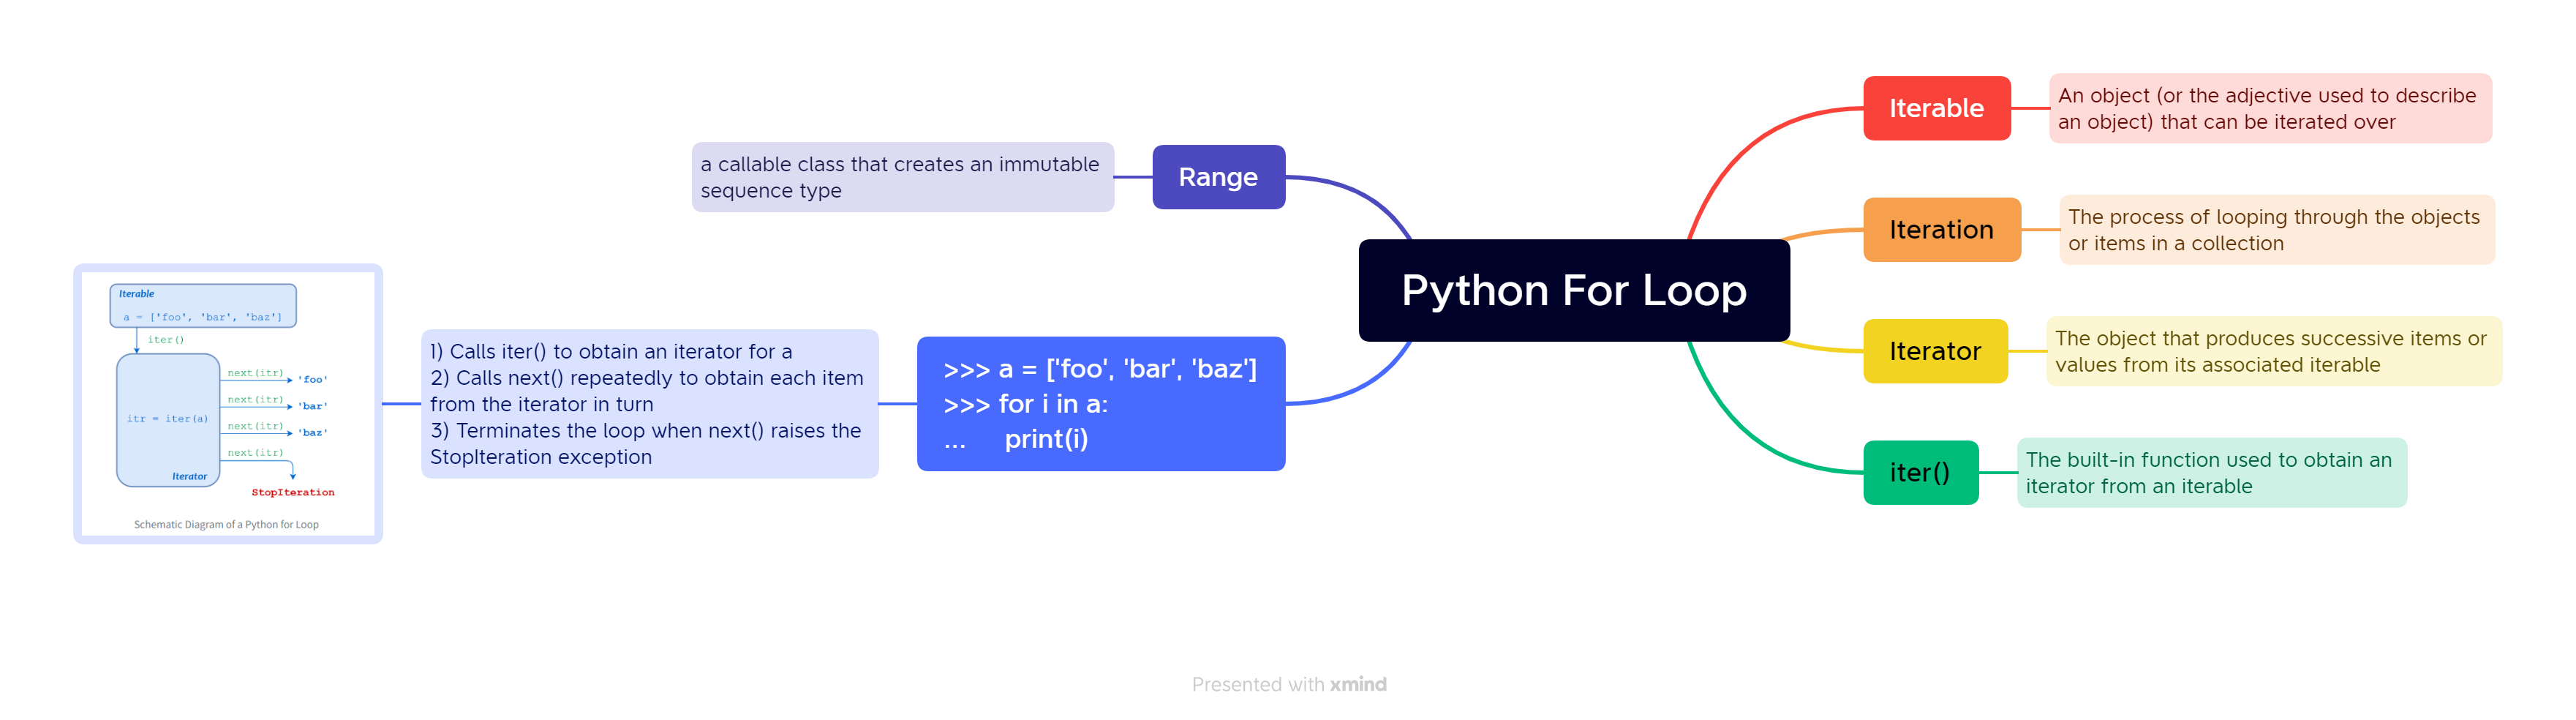 Python For Loop
Iterable
An object (or the adjective used to describe
an object) that can be iterated over
Iteration
The process of looping through the objects
or items in a collection
Iterator
The object that produces successive items or
values from its associated iterable
iter()
The built-in function used to obtain an
iterator from an iterable
Range
a callable class that creates an immutable
sequence type
>>> a = ['foo', 'bar', 'baz']
>>> for i in a:
... print(i)
1) Calls iter() to obtain an iterator for a
2) Calls next() repeatedly to obtain each item
from the iterator in turn
3) Terminates the loop when next() raises the
StopIteration exception
Iterable
a = ['foo', 'bar', 'baz']
iter()
next(itr) 'foo'
next(itr) 'bar'
itr = iter(a)
next(itr) 'baz'
next(itr)
Iterator
StopIteration
Schematic Diagram of a Python for Loop
Presented with xmind